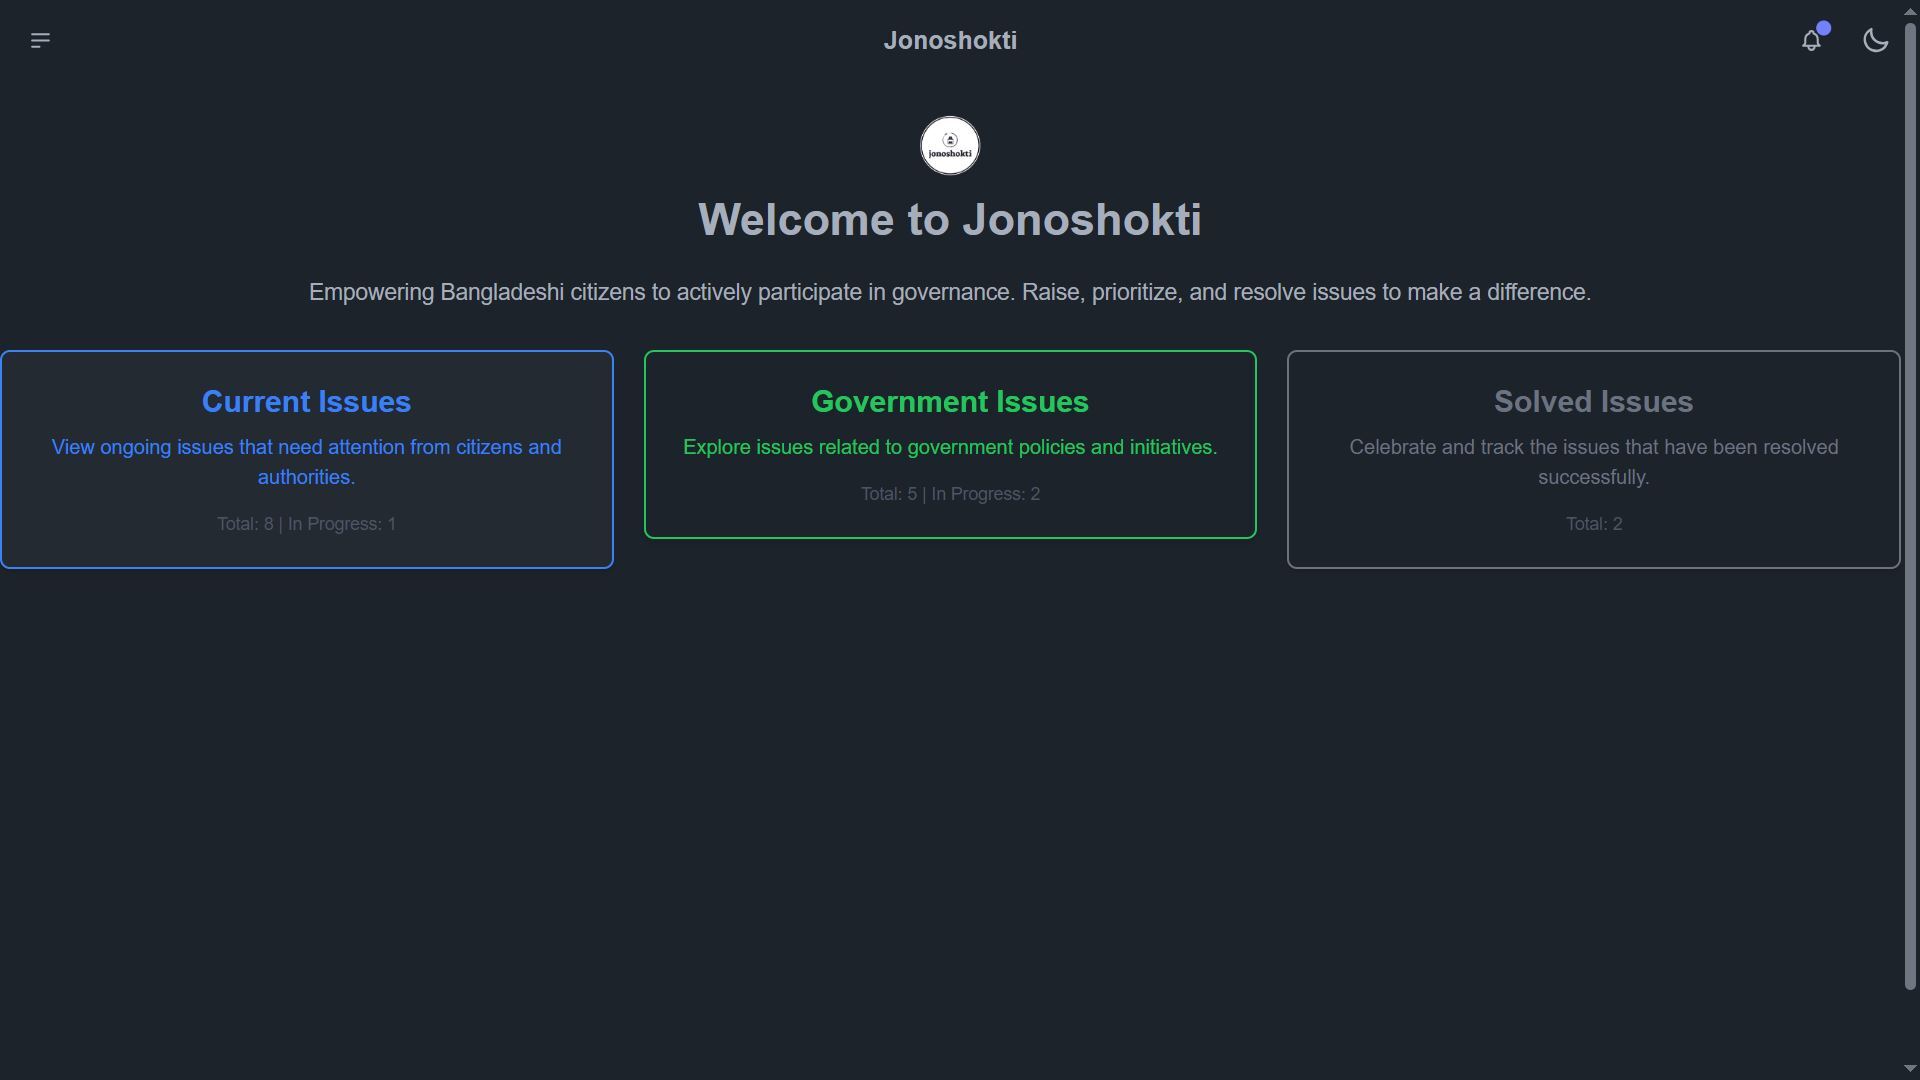 Jonoshokti
jonoshokti
Welcome to Jonoshokti
Empowering Bangladeshi citizens to actively participate in governance. Raise, prioritize, and resolve issues to make a difference.
Current Issues
View ongoing issues that need attention from citizens and
authorities.
Total: 8 | In Progress: 1
Government Issues
Explore issues related to government policies and initiatives.
Total: 5 | In Progress: 2
Solved Issues
Celebrate and track the issues that have been resolved
successfully.
Total: 2